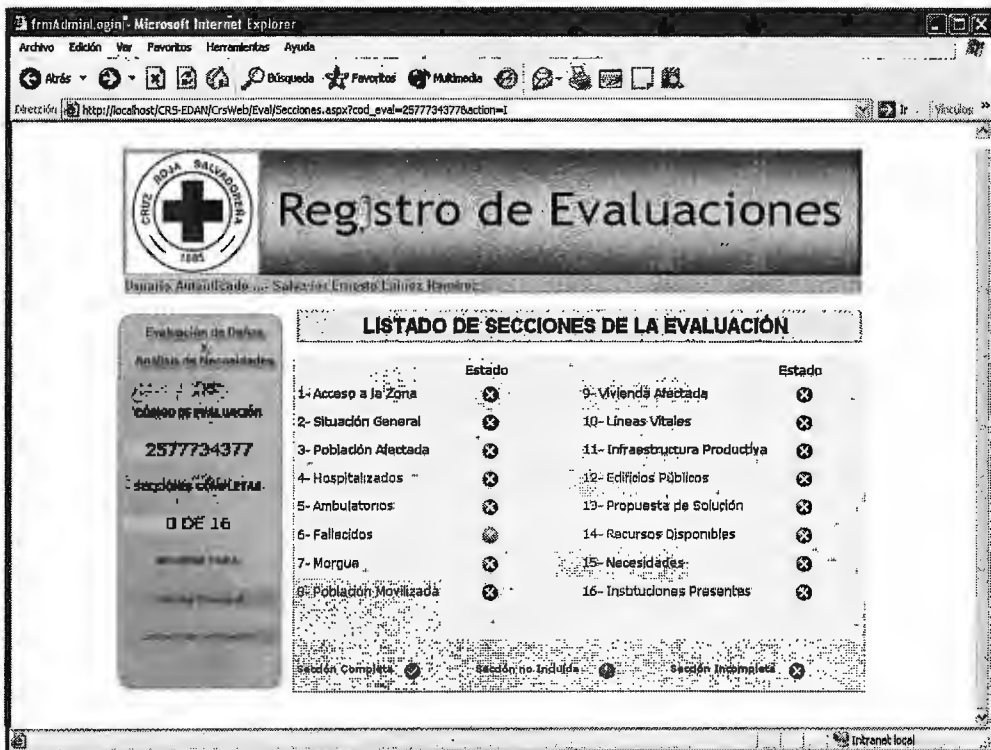 frmAdminLogin - Microsoft Internet Explorer
Archivo Edición Ver Favoritos Herramientas Ayuda
Atrás Búsqueda Favoritos Multimedia
Dirección http://localhost/CRS-EDAN/CrsWeb/Eval/Secciones.aspx?cod_eval=2577734377&action=I Ir Vínculos »
CRUZ ROJA SALVADOREÑA
1885
Registro de Evaluaciones
Usuario Autentificado ...- Salvador Ernesto Ramirez
LISTADO DE SECCIONES DE LA EVALUACIÓN
Evaluación de Daños
y
Análisis de Necesidades
CÓDIGO DE EVALUACIÓN
2577734377
SECCIONES COMPLETAS
0 DE 16
Estado
1- Acceso a la Zona
2- Situación General
3- Población Afectada
4- Hospitalizados
5- Ambulatorios
6- Fallecidos
7- Morgue
8- Población Movilizada
Estado
9- Vivienda Afectada
10- Líneas Vitales
11- Infraestructura Productiva
12- Edificios Públicos
13- Propuesta de Solución
14- Recursos Disponibles
15- Necesidades
16- Instituciones Presentes
Sección Completa Sección no Incluida Sección Incompleta
Intranet local